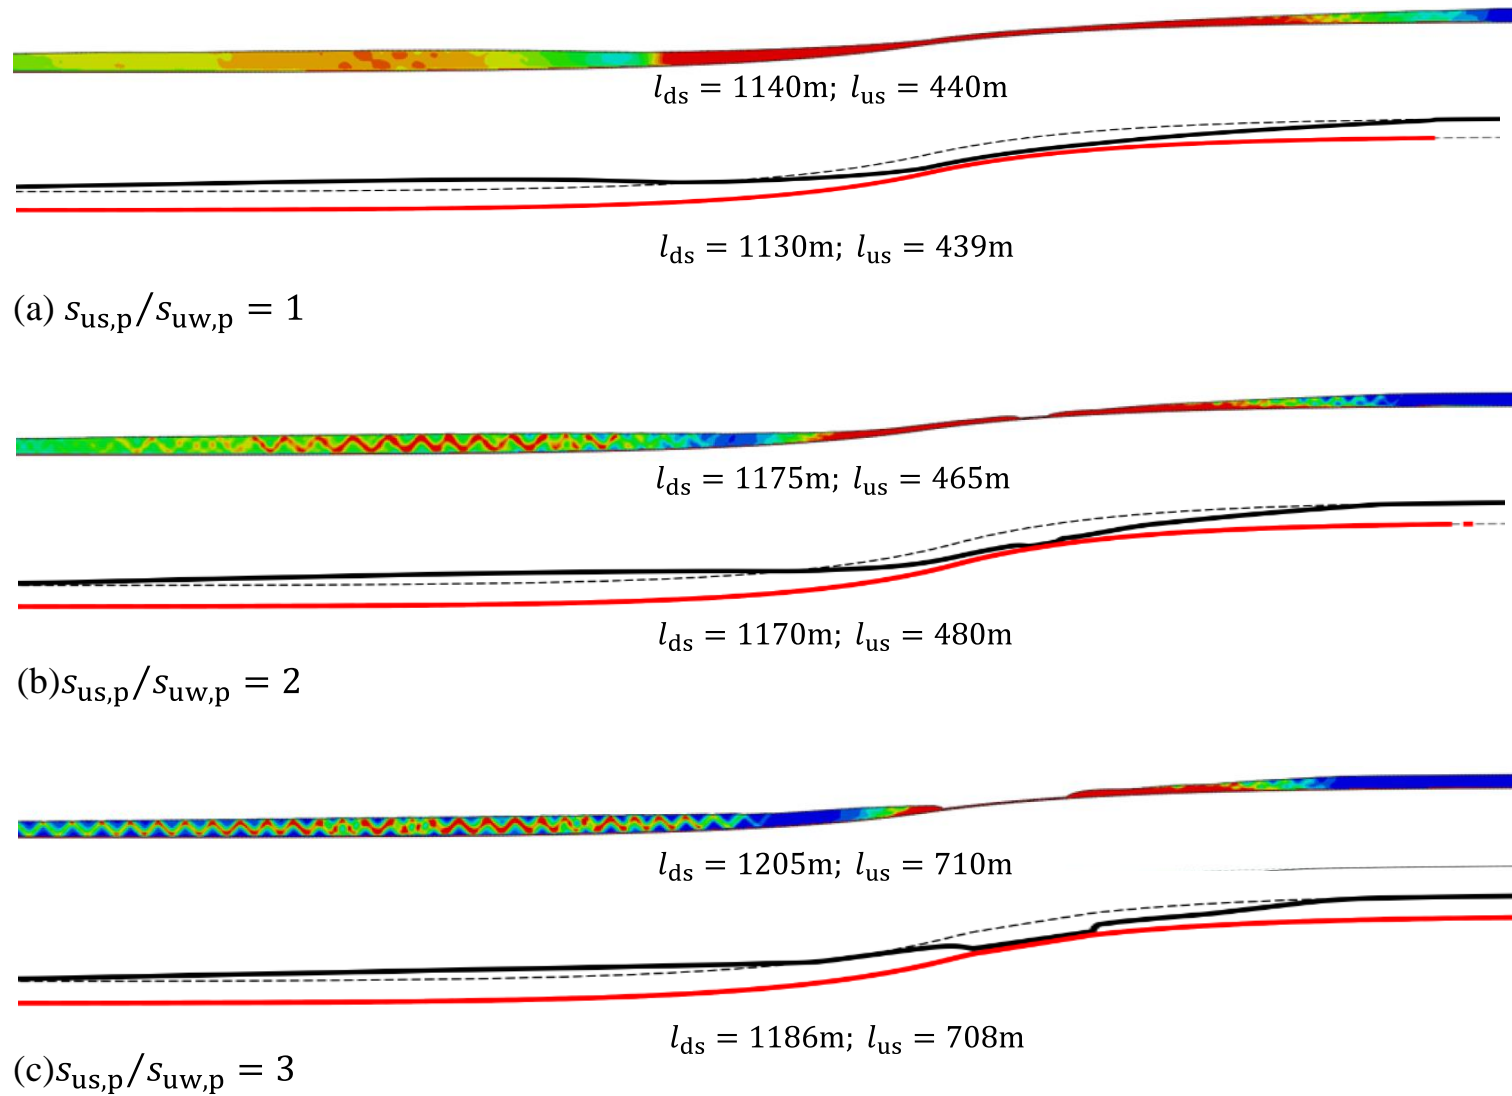 l_ds = 1140m; l_us = 440m
l_ds = 1130m; l_us = 439m
(a) s_us,p/s_uw,p = 1
l_ds = 1175m; l_us = 465m
l_ds = 1170m; l_us = 480m
(b)s_us,p/s_uw,p = 2
l_ds = 1205m; l_us = 710m
l_ds = 1186m; l_us = 708m
(c)s_us,p/s_uw,p = 3